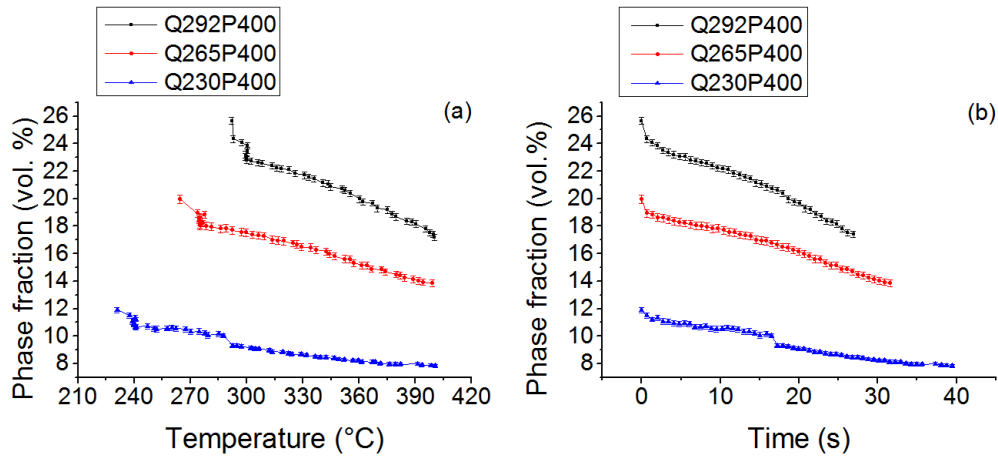 Q292P400
Q265P400
Q230P400
(a)
Phase fraction (vol. %)
26
24
22
20
18
16
14
12
10
8
210 240 270 300 330 360 390 420
Temperature (°C)
Q292P400
Q265P400
Q230P400
(b)
Phase fraction (vol.%)
26
24
22
20
18
16
14
12
10
8
0 10 20 30 40
Time (s)